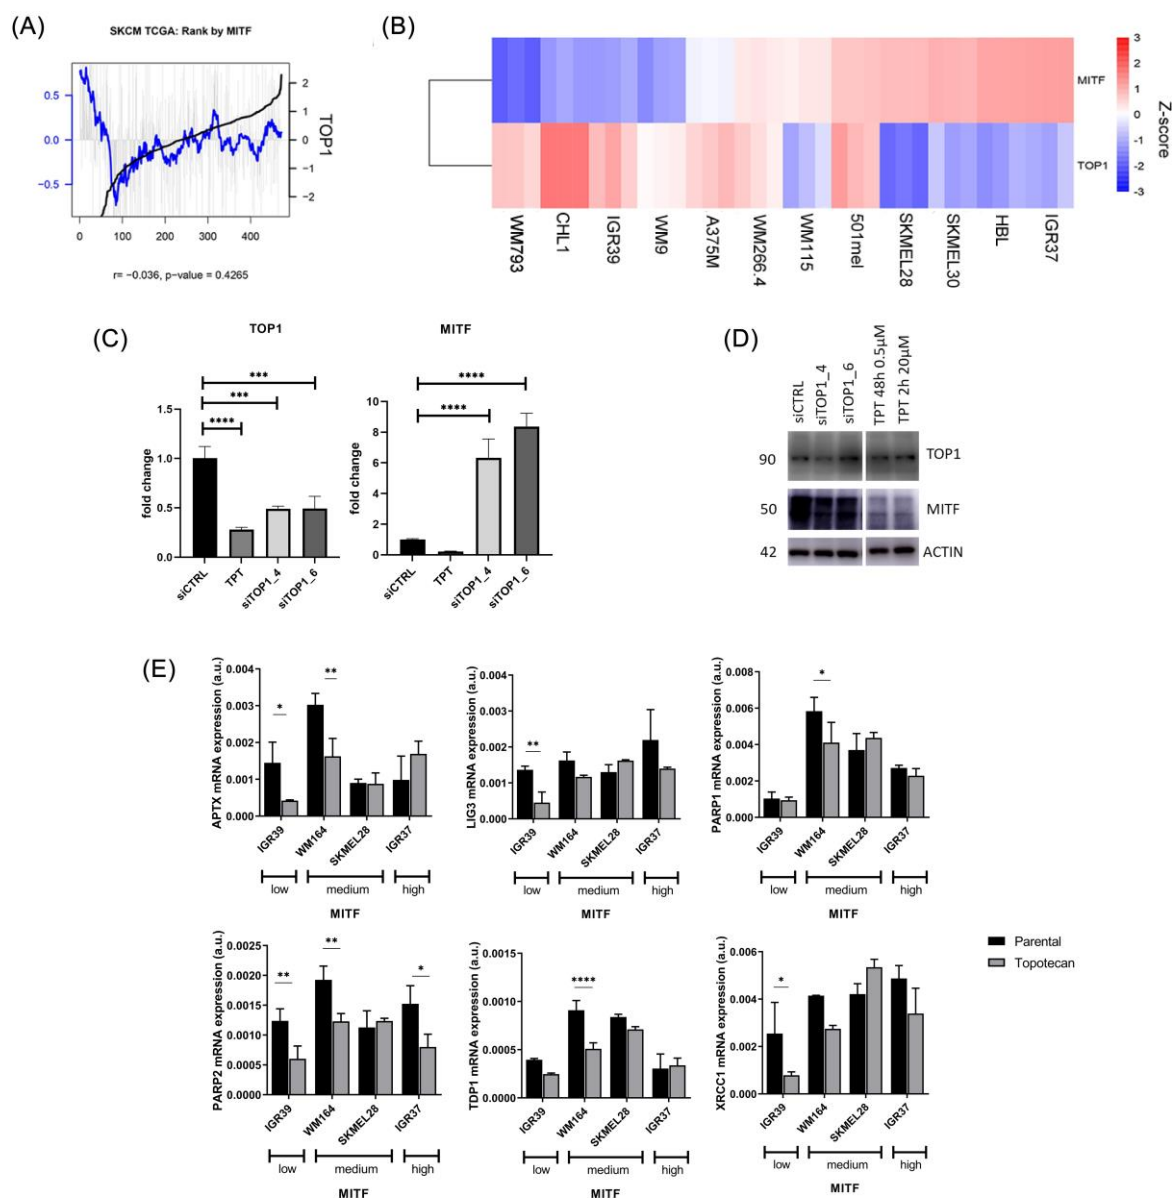 (A)
SKCM TCGA: Rank by MITF
0.5
0.0
−0.5
2
1
0
−1
−2
TOP1
0 100 200 300 400
r= −0.036, p−value = 0.4265
(B)
MITF
TOP1
3
2
1
0
-1
-2
-3
Z-score
WM793 CHL1 IGR39 WM9 A375M WM266.4 WM115 501mel SKMEL28 SKMEL30 HBL IGR37
(C)
TOP1
***
***
****
fold change
1.5
1.0
0.5
0.0
siCTRL TPT siTOP1_4 siTOP1_6
MITF
****
****
fold change
10
8
6
4
2
0
siCTRL TPT siTOP1_4 siTOP1_6
(D)
siCTRL siTOP1_4 siTOP1_6 TPT 48h 0.5µM TPT 2h 20µM
90 TOP1
50 MITF
42 ACTIN
(E)
APTX mRNA expression (a.u.)
0.004
0.003
0.002
0.001
0.000
* **
IGR39 WM164 SKMEL28 IGR37
low medium high
MITF
LIG3 mRNA expression (a.u.)
0.004
0.003
0.002
0.001
0.000
**
IGR39 WM164 SKMEL28 IGR37
low medium high
MITF
PARP1 mRNA expression (a.u.)
0.008
0.006
0.004
0.002
0.000
*
IGR39 WM164 SKMEL28 IGR37
low medium high
MITF
PARP2 mRNA expression (a.u.)
0.0025
0.0020
0.0015
0.0010
0.0005
0.0000
** ** *
IGR39 WM164 SKMEL28 IGR37
low medium high
MITF
TDP1 mRNA expression (a.u.)
0.0015
0.0010
0.0005
0.0000
****
IGR39 WM164 SKMEL28 IGR37
low medium high
MITF
XRCC1 mRNA expression (a.u.)
0.006
0.004
0.002
0.000
*
IGR39 WM164 SKMEL28 IGR37
low medium high
MITF
Parental
Topotecan